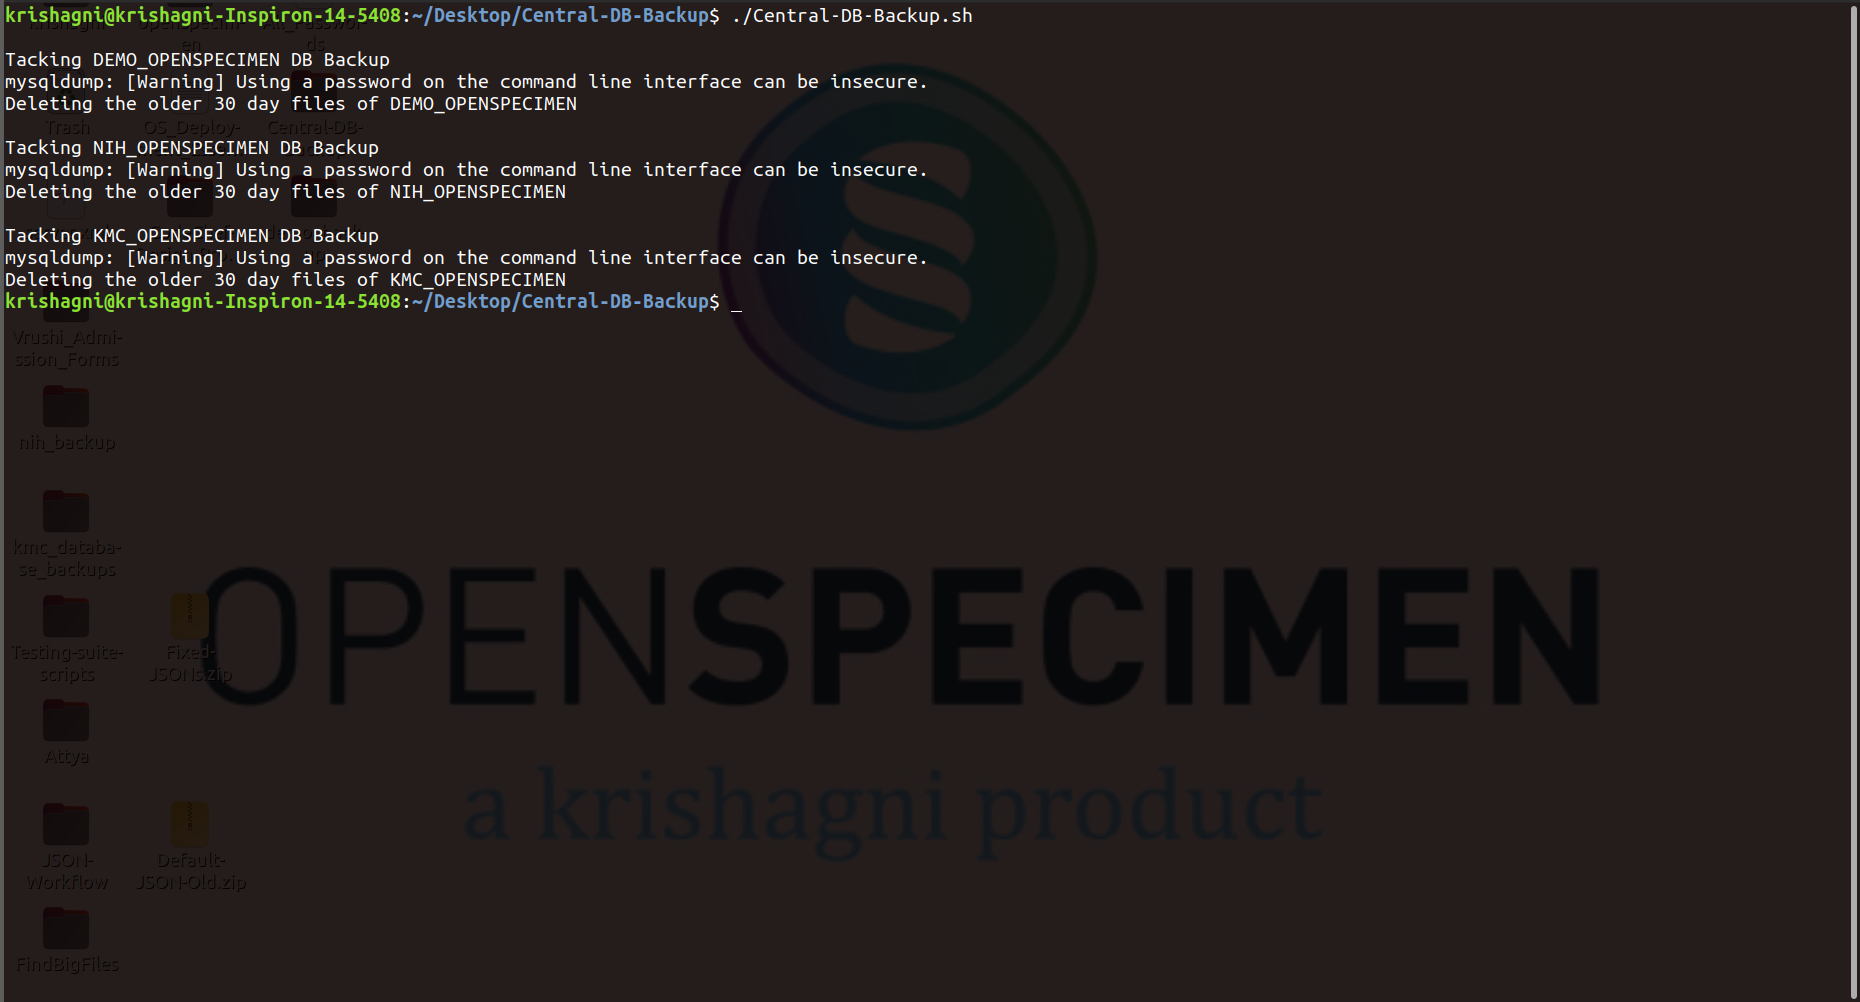 krishagni@krishagni-Inspiron-14-5408:~/Desktop/Central-DB-Backup$ ./Central-DB-Backup.sh
Tacking DEMO_OPENSPECIMEN DB Backup
mysqldump: [Warning] Using a password on the command line interface can be insecure.
Deleting the older 30 day files of DEMO_OPENSPECIMEN
Trash
OS_Deploy-
Central-DB-
Tacking NIH_OPENSPECIMEN DB Backup
mysqldump: [Warning] Using a password on the command line interface can be insecure.
Deleting the older 30 day files of NIH_OPENSPECIMEN
Tacking KMC_OPENSPECIMEN DB Backup
mysqldump: [Warning] Using a password on the command line interface can be insecure.
Deleting the older 30 day files of KMC_OPENSPECIMEN
krishagni@krishagni-Inspiron-14-5408:~/Desktop/Central-DB-Backup$ _
Vrushi_Admi-
ssion_Forms
nih_backup
kmc_databa-
se_backups
OPENSPECIMEN
Testing-suite-
scripts
Fixed-
JSONs.zip
Attya
a krishagni product
JSON-
Workflow
Default-
JSON-Old.zip
FindBigFiles